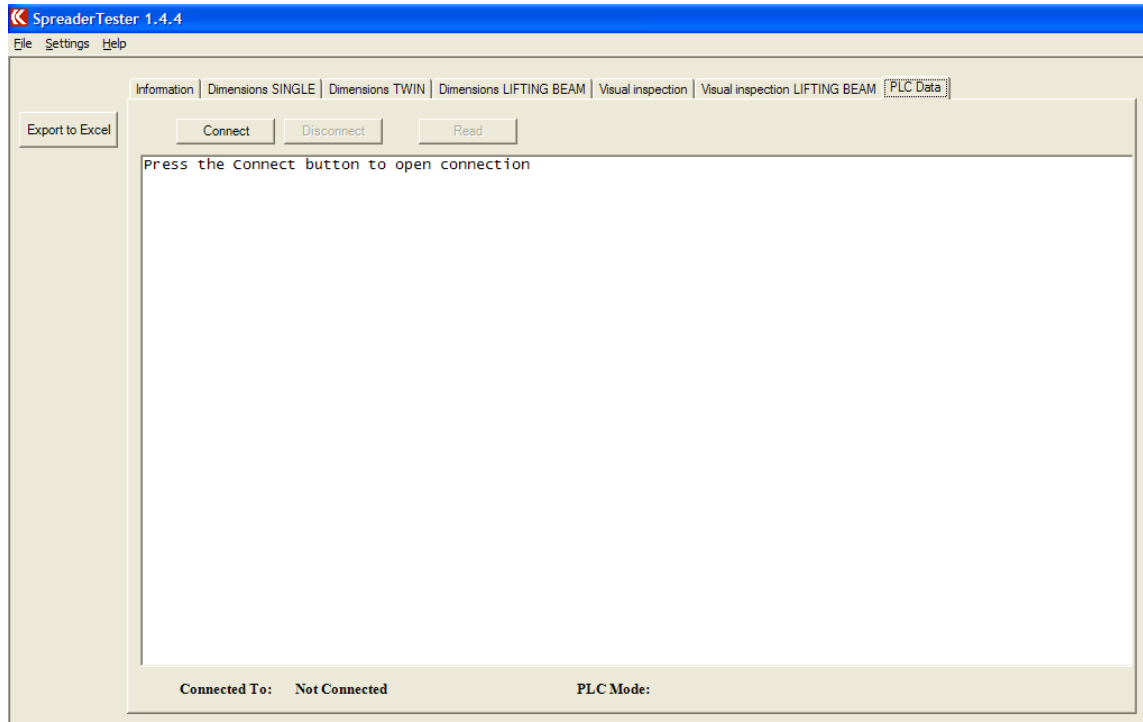 SpreaderTester 1.4.4
File Settings Help
Information Dimensions SINGLE Dimensions TWIN Dimensions LIFTING BEAM Visual inspection Visual inspection LIFTING BEAM PLC Data
Export to Excel Connect Disconnect Read
Press the Connect button to open connection
Connected To: Not Connected PLC Mode: